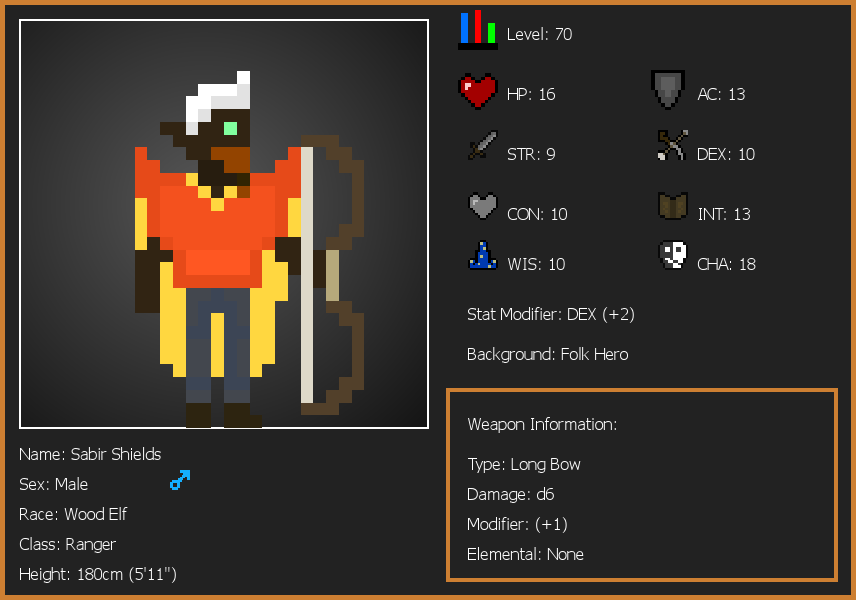 Level: 70
HP: 16
AC: 13
STR: 9
DEX: 10
CON: 10
INT: 13
WIS: 10
CHA: 18
Stat Modifier: DEX (+2)
Background: Folk Hero
Weapon Information:
Type: Long Bow
Damage: d6
Modifier: (+1)
Elemental: None
Name: Sabir Shields
Sex: Male
Race: Wood Elf
Class: Ranger
Height: 180cm (5'11")